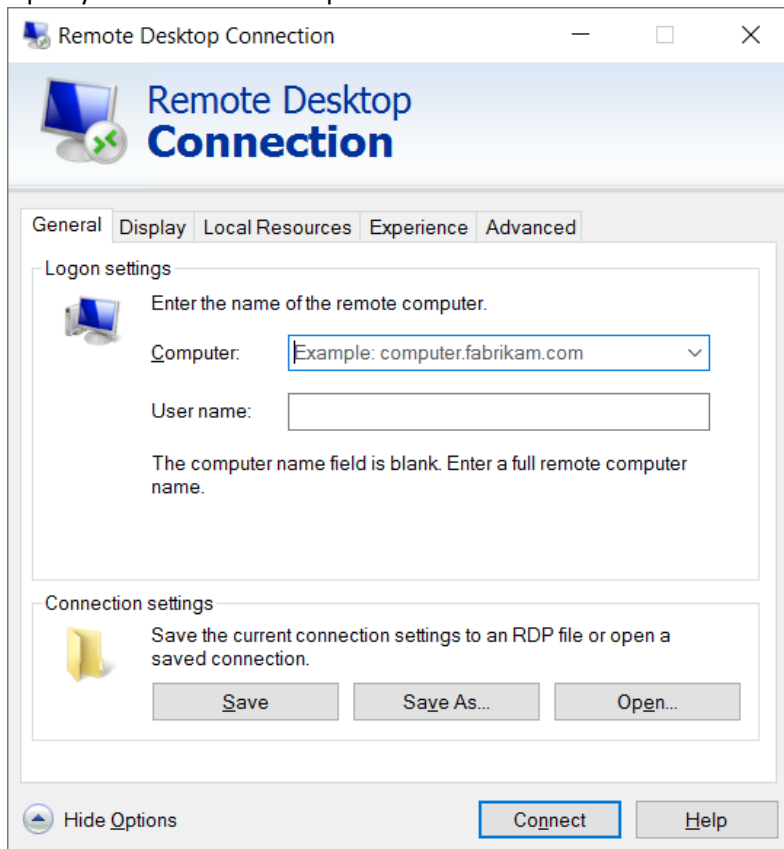 Remote Desktop Connection
Remote Desktop
Connection
General Display Local Resources Experience Advanced
Logon settings
Enter the name of the remote computer.
Computer: Example: computer.fabrikam.com
User name:
The computer name field is blank. Enter a full remote computer
name.
Connection settings
Save the current connection settings to an RDP file or open a
saved connection.
Save Save As... Open...
Hide Options Connect Help